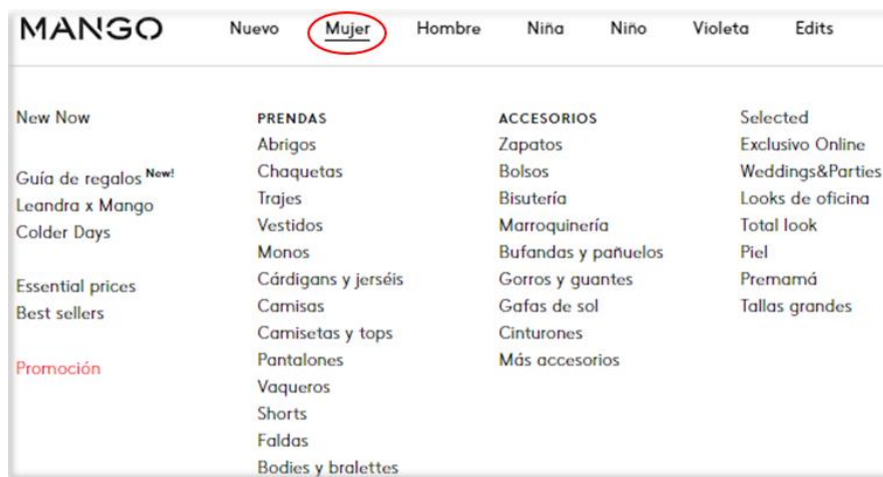 MANGO Nuevo Mujer Hombre Niña Niño Violeta Edits
New Now
Guía de regalos New!
Leandra x Mango
Colder Days
Essential prices
Best sellers
Promoción
PRENDAS
Abrigos
Chaquetas
Trajes
Vestidos
Monos
Cárdigans y jerséis
Camisas
Camisetas y tops
Pantalones
Vaqueros
Shorts
Faldas
Bodies y bralettes
ACCESORIOS
Zapatos
Bolsos
Bisutería
Marroquinería
Bufandas y pañuelos
Gorros y guantes
Gafas de sol
Cinturones
Más accesorios
Selected
Exclusivo Online
Weddings&Parties
Looks de oficina
Total look
Piel
Premamá
Tallas grandes